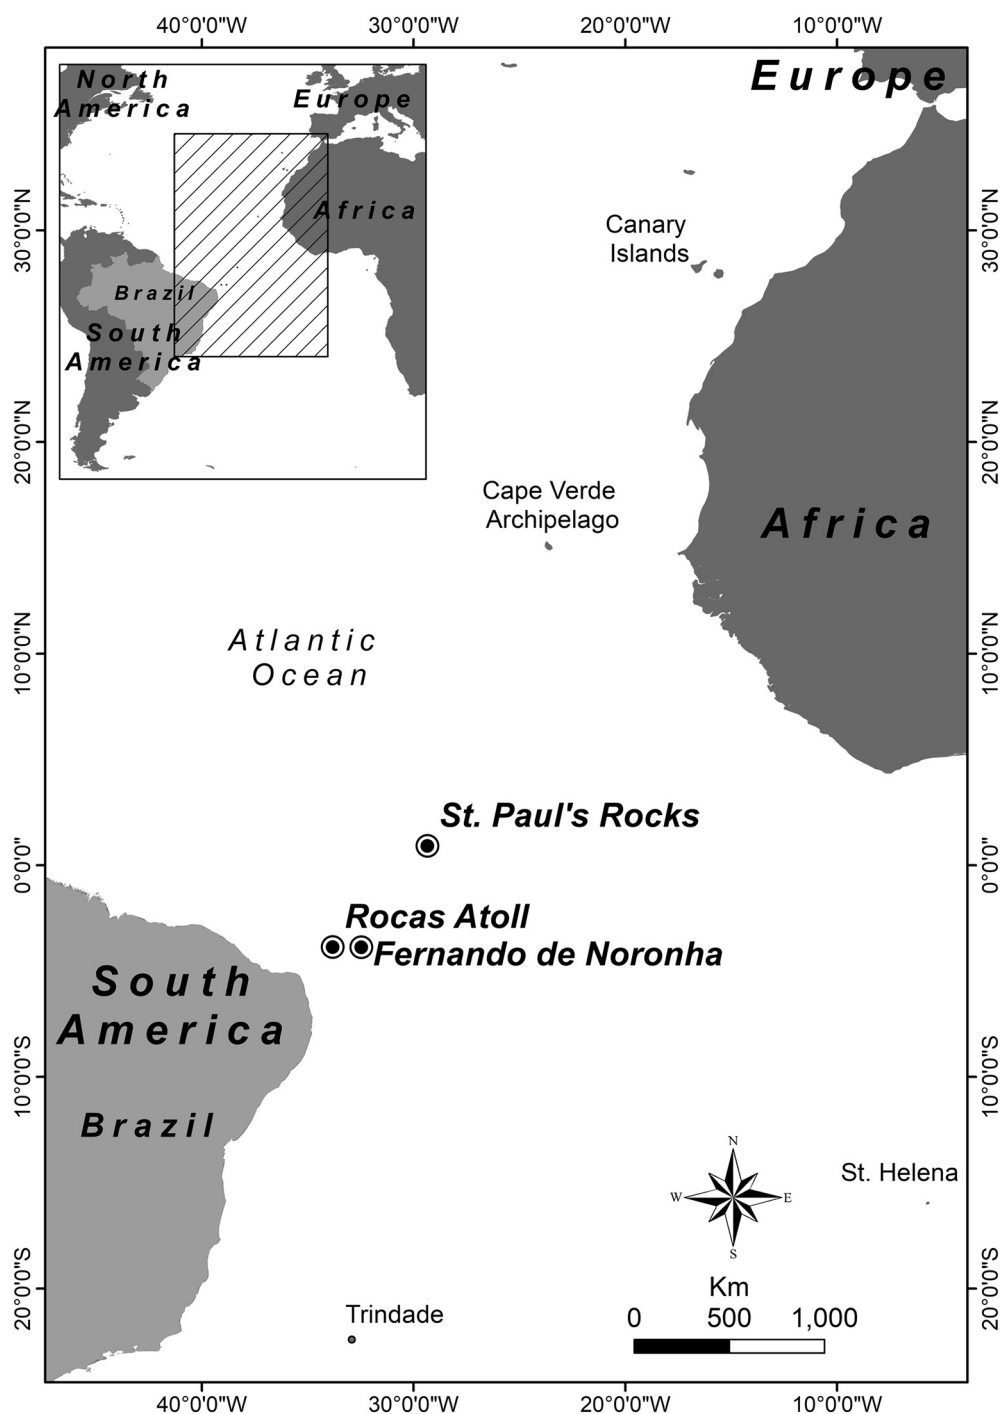 40°0'0"W 30°0'0"W 20°0'0"W 10°0'0"W
North
America
Europe
Africa
Brazil
South
America
Europe
30°0'0"N
30°0'0"N
Canary
Islands
20°0'0"N
20°0'0"N
Cape Verde
Archipelago
Africa
Atlantic
Ocean
10°0'0"N
10°0'0"N
St. Paul's Rocks
0°0'0"
0°0'0"
Rocas Atoll
Fernando de Noronha
South
America
Brazil
10°0'0"S
10°0'0"S
N
W E
S
St. Helena
20°0'0"S
20°0'0"S
Trindade
Km
0 500 1,000
40°0'0"W 30°0'0"W 20°0'0"W 10°0'0"W